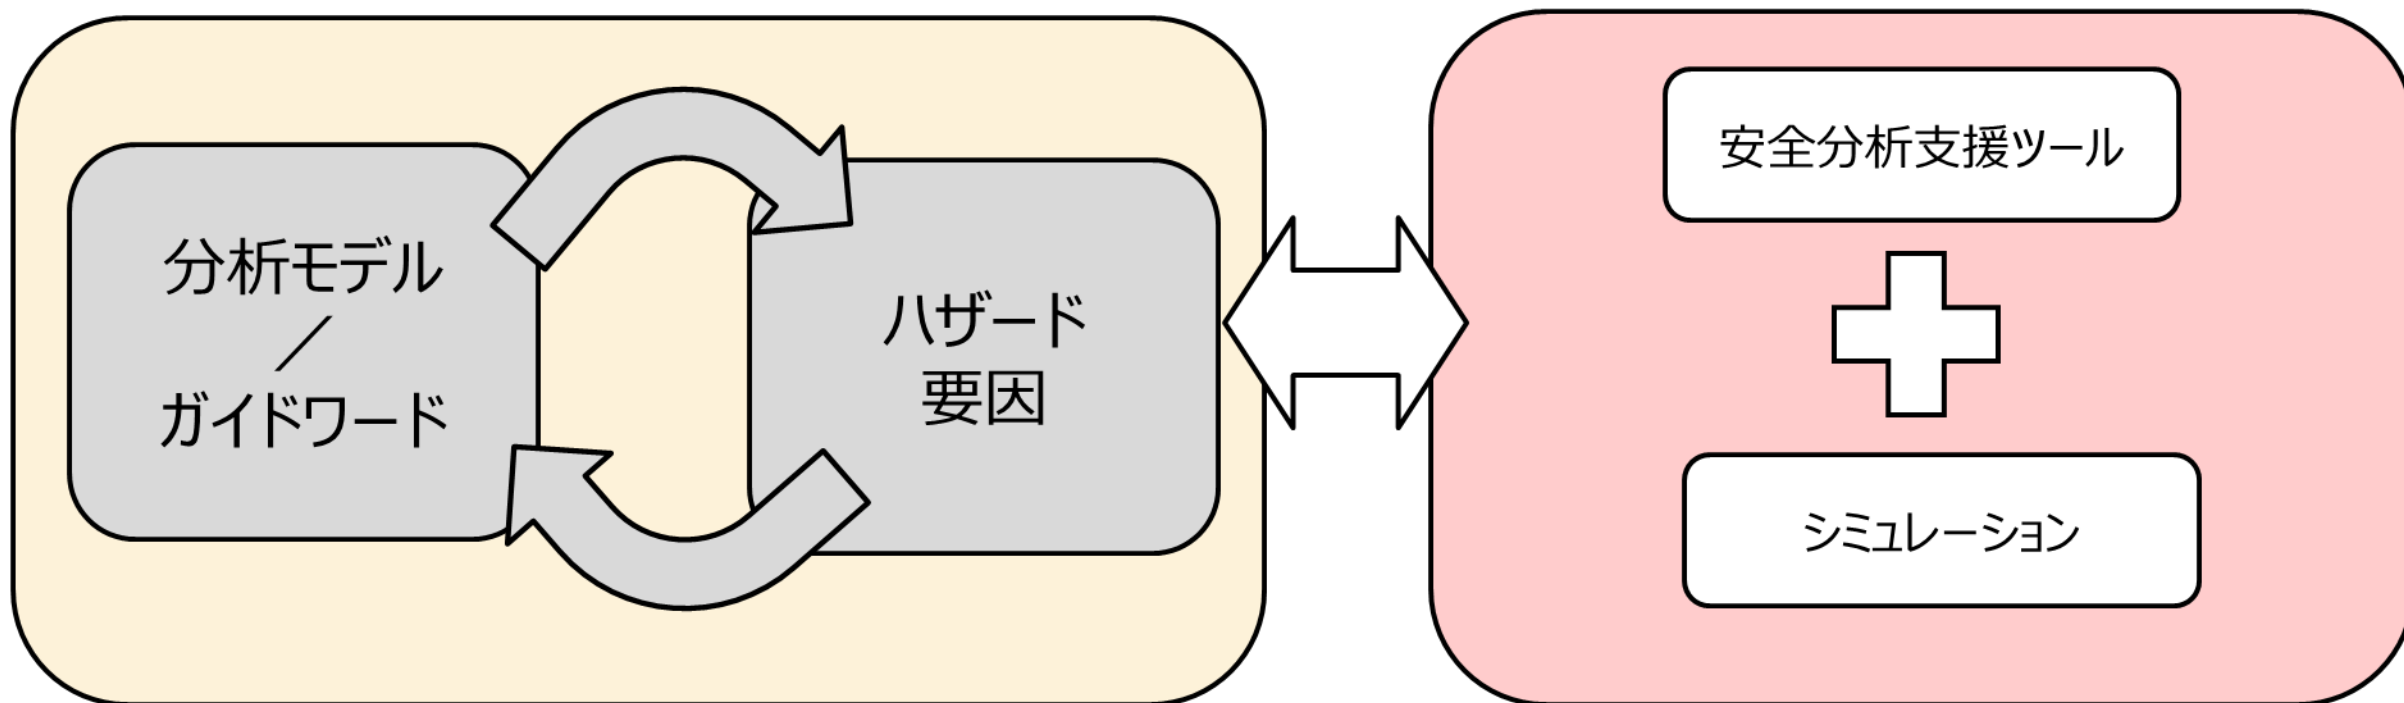 分析モデル
／
ガイドワード
ハザード
要因
安全分析支援ツール
シミュレーション